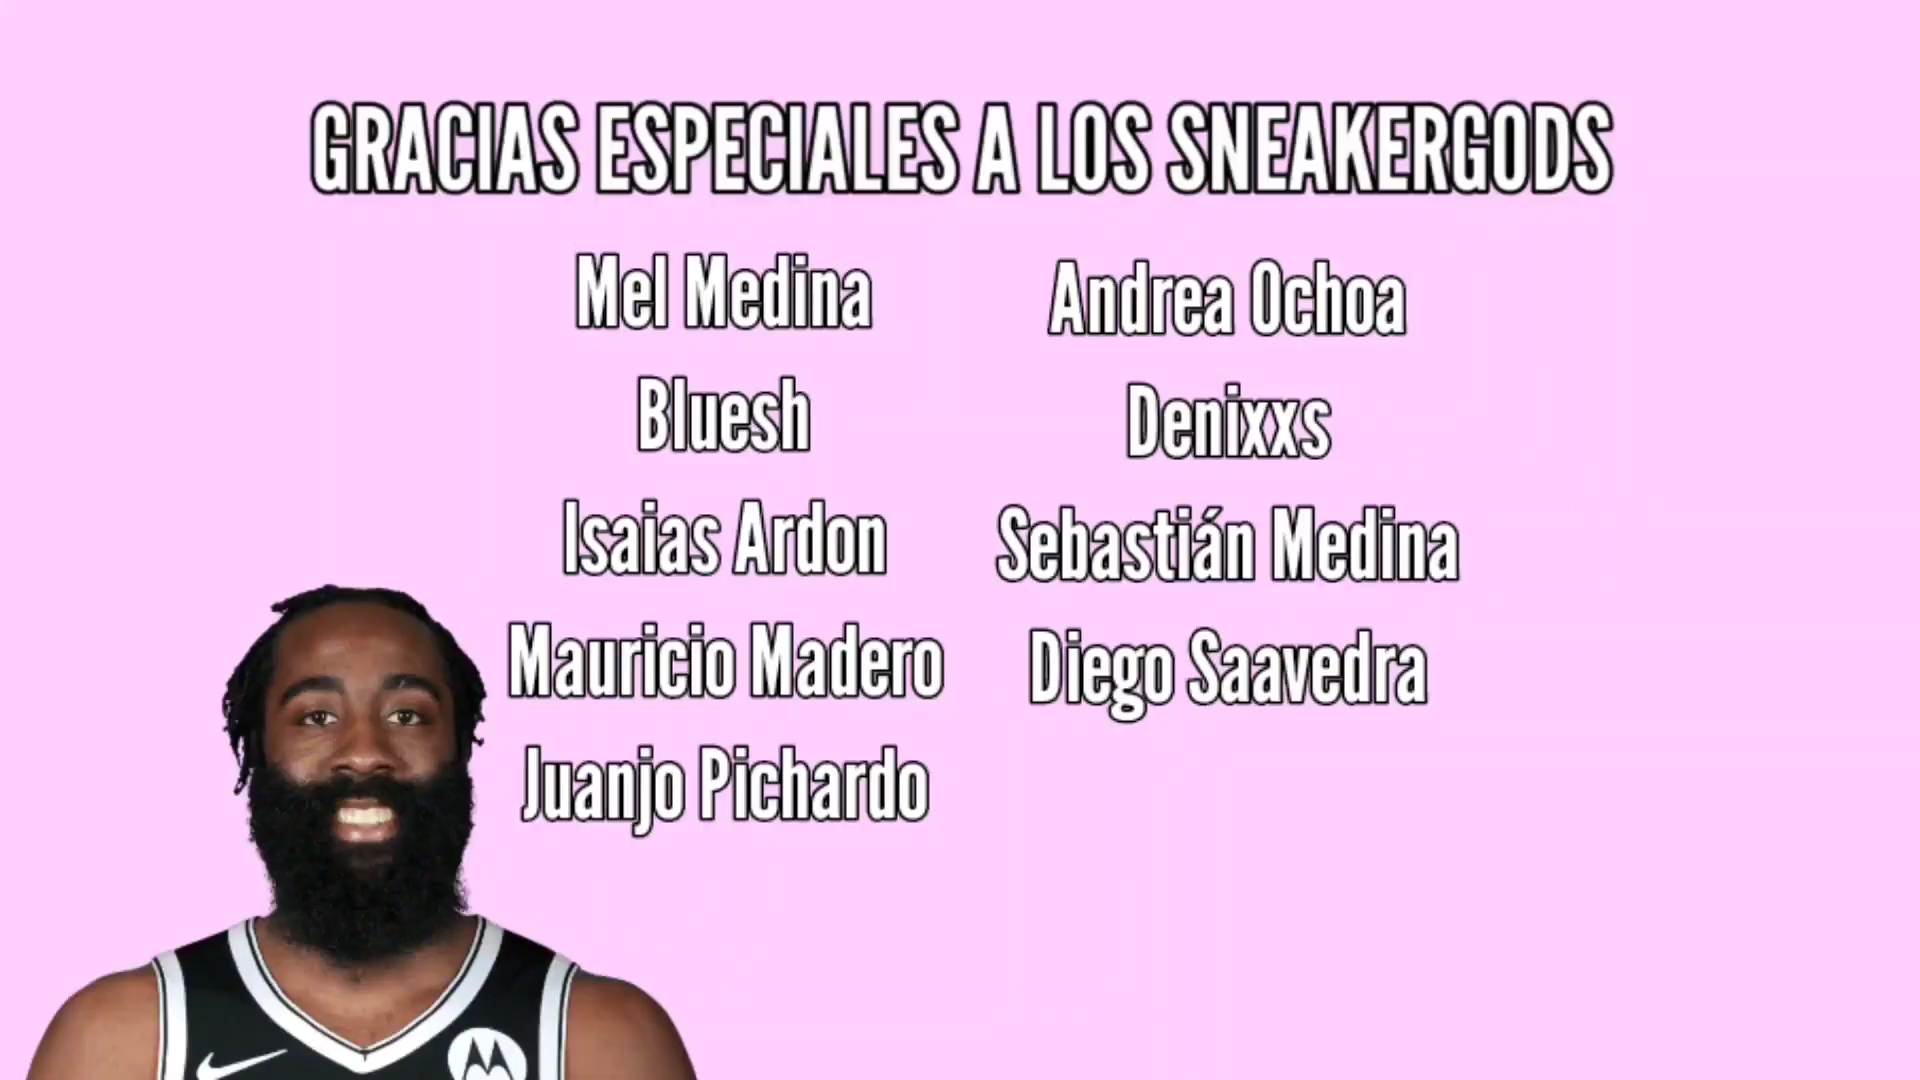 GRACIAS ESPECIALES A LOS SNEAKERGODS
Mel Medina
Bluesh
Isaias Ardon
Mauricio Madero
Juanjo Pichardo
Andrea Ochoa
Denixxs
Sebastián Medina
Diego Saavedra